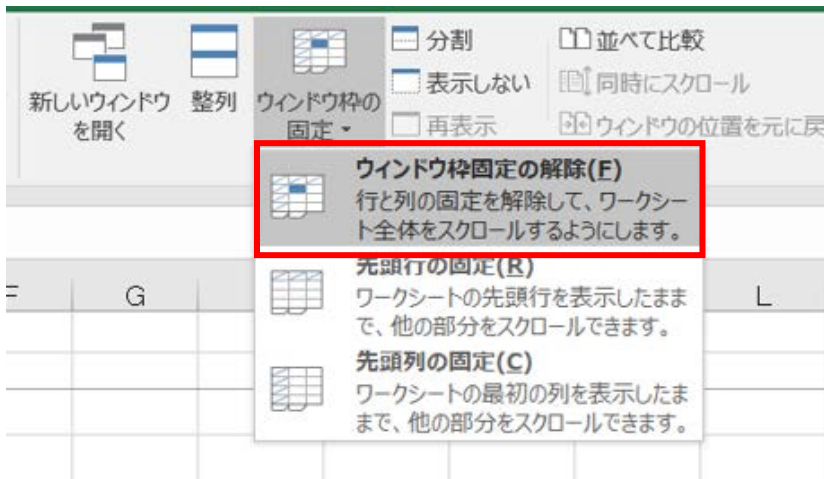 新しいウィンドウ
を開く
整列
ウィンドウ枠の
固定
分割
表示しない
再表示
並べて比較
同時にスクロール
ウィンドウの位置を元に戻
ウィンドウ枠固定の解除(F)
行と列の固定を解除して、ワークシー
ト全体をスクロールするようにします。
先頭行の固定(R)
ワークシートの先頭行を表示したまま
で、他の部分をスクロールできます。
先頭列の固定(C)
ワークシートの最初の列を表示したま
まで、他の部分をスクロールできます。
F
G
L